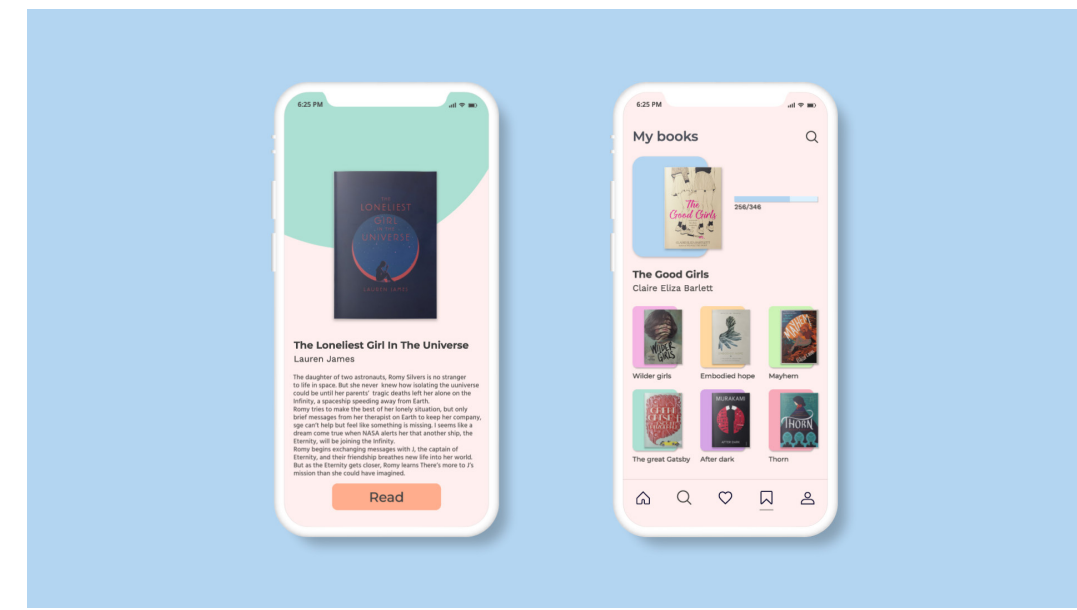 6:25 PM
THE
LONELIEST
GIRL
IN THE
UNIVERSE
LAUREN JAMES
The Loneliest Girl In The Universe
Lauren James
The daughter of two astronauts, Romy Silvers is no stranger
to life in space. But she never knew how isolating the uuniverse
could be until her parents' tragic deaths left her alone on the
Infinity, a spaceship speeding away from Earth.
Romy tries to make the best of her lonely situation, but only
brief messages from her therapist on Earth to keep her company,
sge can't help but feel like something is missing. I seems like a
dream come true when NASA alerts her that another ship, the
Eternity, will be joining the Infinity.
Romy begins exchanging messages with J, the captain of
Eternity, and their friendship breathes new life into her world.
But as the Eternity gets closer, Romy learns There's more to J's
mission than she could have imagined.
Read
6:25 PM
My books
The
Good Girls
256/346
The Good Girls
Claire Eliza Barlett
WILDER
GIRLS
MAYHEM
Wilder girls
Embodied hope
Mayhem
GREAT
GATSBY
MURAKAMI
AFTER DARK
THORN
The great Gatsby
After dark
Thorn